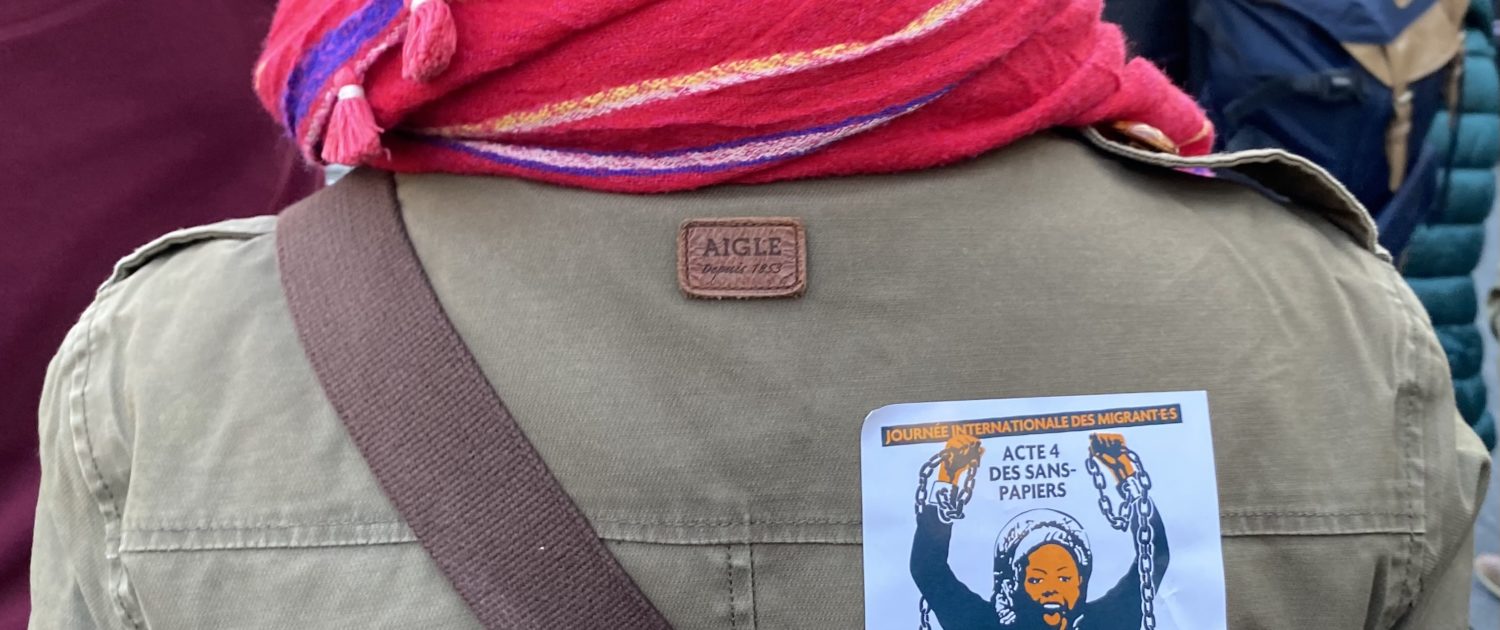 AIGLE
Depuis 1853
JOURNÉE INTERNATIONALE DES MIGRANT·E·S
ACTE 4
DES SANS-
PAPIERS